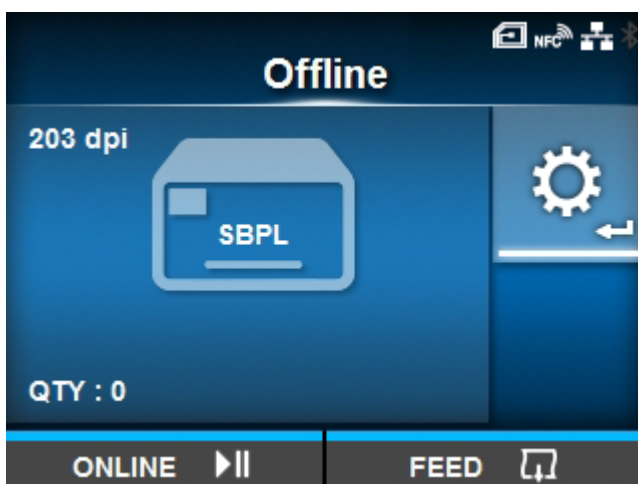 NFC
Offline
203 dpi
SBPL
QTY : 0
ONLINE
FEED